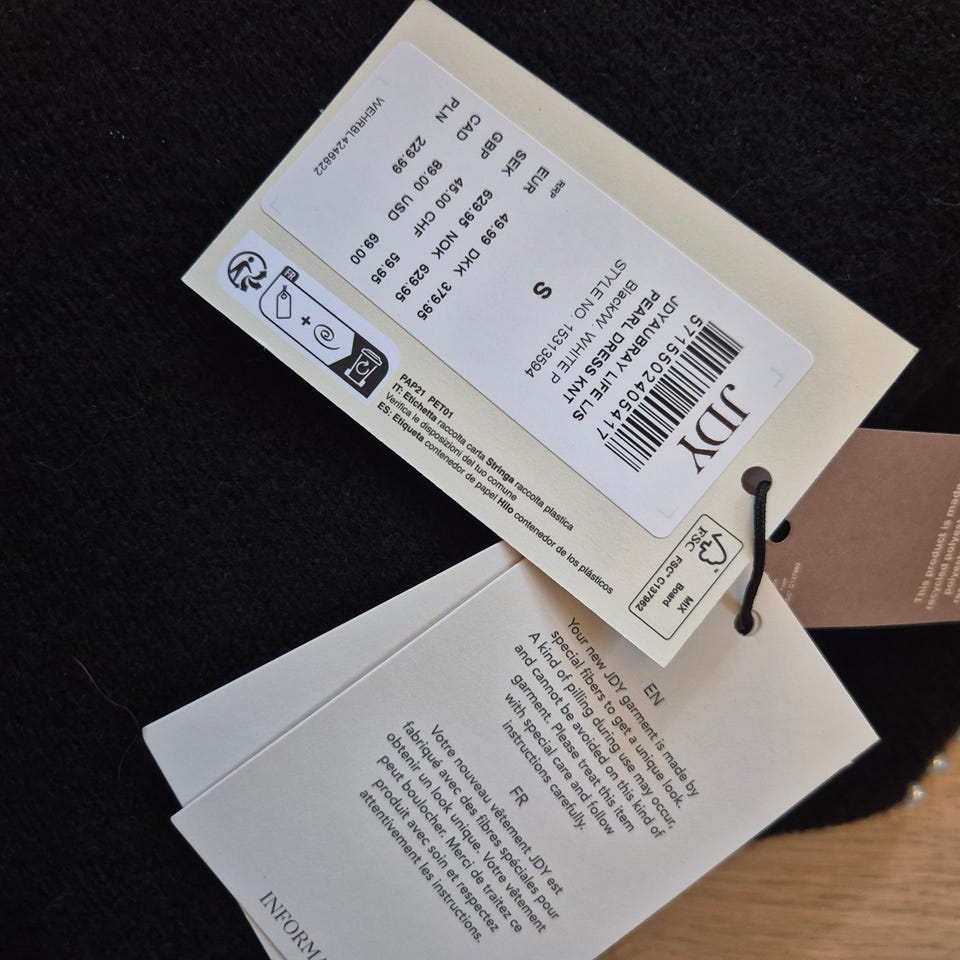 JDY
5715502405417
JDYAUBRAY LIFE L/S
PEARL DRESS KNT
Black/W. WHITE P
STYLE NO. 15313594
S
RRP
EUR 49.99 DKK 379.95
SEK 629.95 NOK 629.95
GBP 45.00 CHF 59.95
CAD 89.00 USD 69.00
PLN 229.99
WEHRBL4246822
FR
+
PAP21 PET01
IT: Etichetta raccolta carta Stringa raccolta plastica
Verifica le disposizioni del tuo comune
ES: Etiqueta contenedor de papel Hilo contenedor de los plásticos
FSC™
MIX
Board
FSC™ C137962
EN
Your new JDY garment is made by
special fibers to get a unique look.
A kind of pilling during use may occur,
and cannot be avoided on this kind of
garment. Please treat this item
with special care and follow
instructions carefully.
FR
Votre nouveau vêtement JDY est
fabriqué avec des fibres spéciales pour
obtenir un look unique. Votre vêtement
peut boulocher. Merci de traitez ce
produit avec soin et respectez
attentivement les instructions.
INFORMA
This product is made
recycled